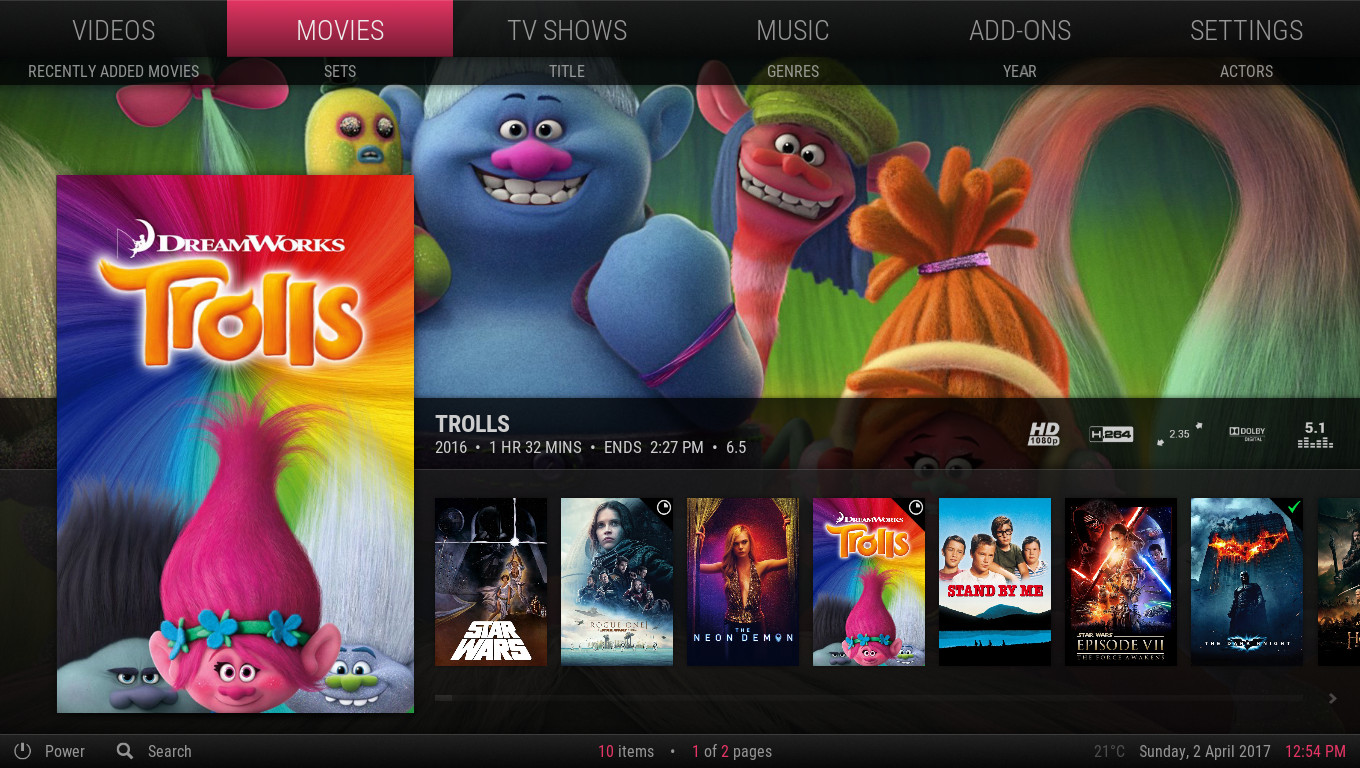 VIDEOS MOVIES TV SHOWS MUSIC ADD-ONS SETTINGS
RECENTLY ADDED MOVIES SETS TITLE GENRES YEAR ACTORS
DREAMWORKS
Trolls
TROLLS
2016 • 1 HR 32 MINS • ENDS 2:27 PM • 6.5
HD 1080p H.264 2.35 DOLBY DIGITAL 5.1
STAR WARS
ROGUE ONE
THE NEON DEMON
DREAMWORKS
Trolls
STAND BY ME
STAR WARS
EPISODE VII
THE FORCE AWAKENS
THE DARK KNIGHT
Power Search 10 items • 1 of 2 pages 21°C Sunday, 2 April 2017 12:54 PM